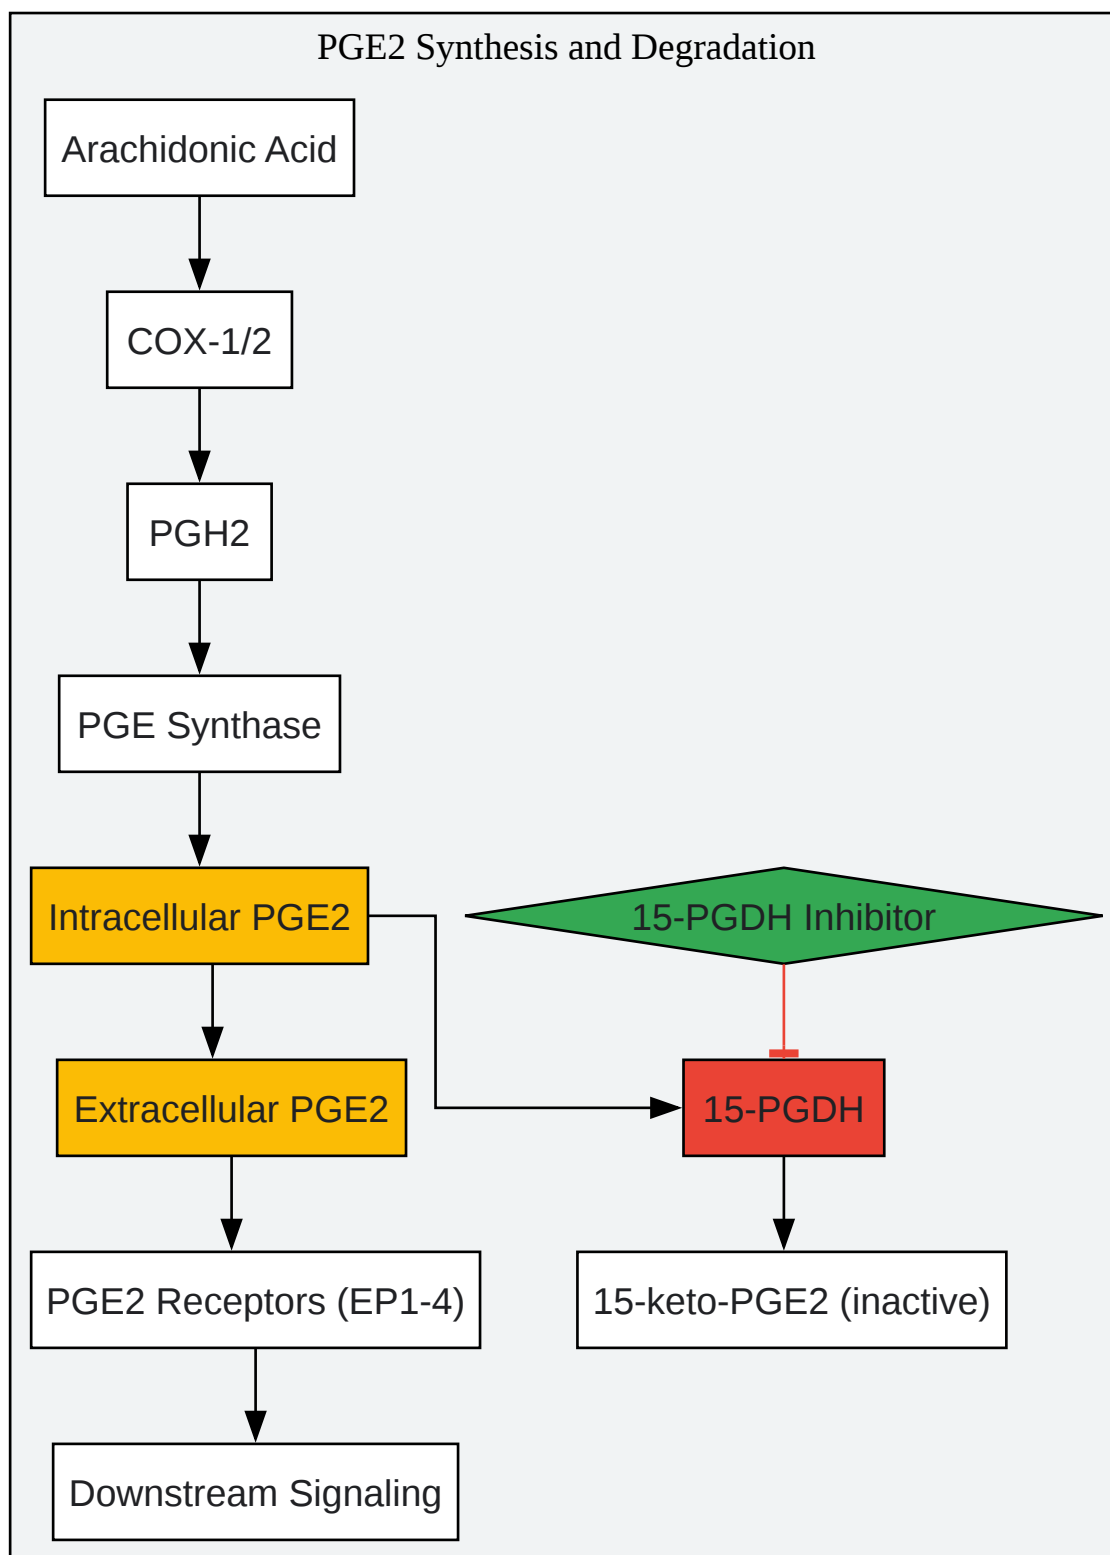 PGE2 Synthesis and Degradation
Arachidonic Acid
COX-1/2
PGH2
PGE Synthase
Intracellular PGE2
15-PGDH Inhibitor
Extracellular PGE2
15-PGDH
PGE2 Receptors (EP1-4)
15-keto-PGE2 (inactive)
Downstream Signaling